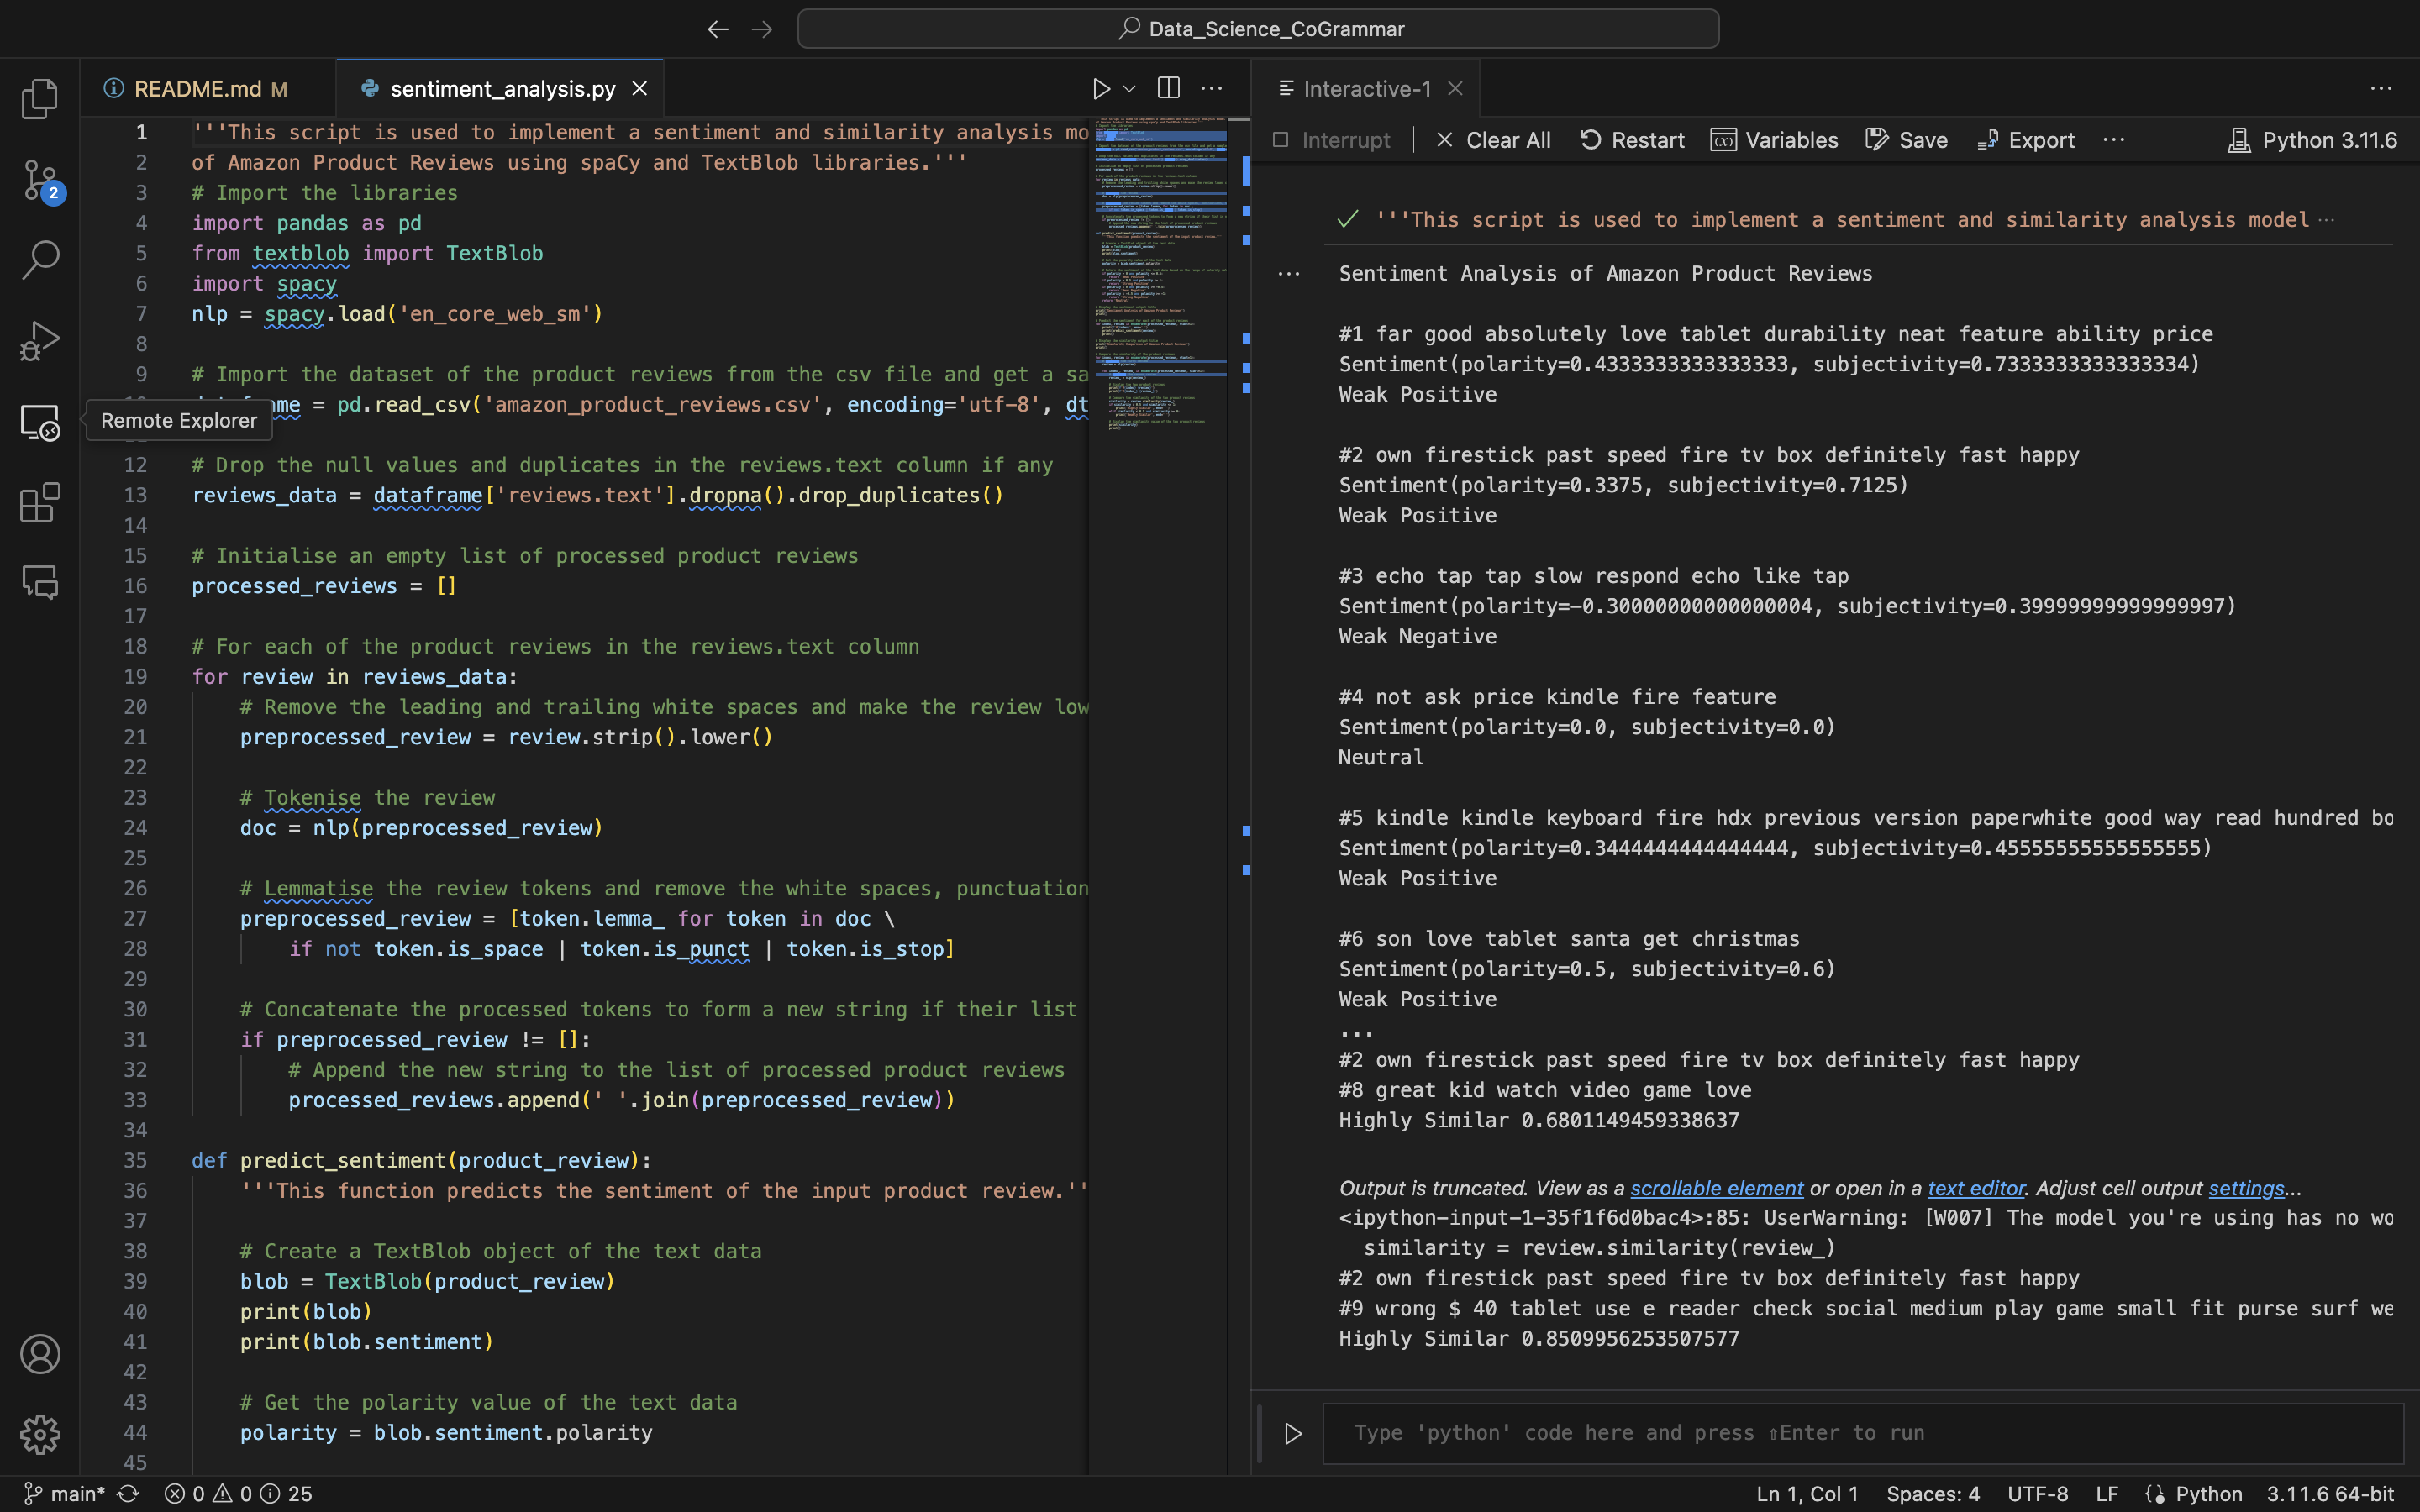 Data_Science_CoGrammar
README.md M
sentiment_analysis.py
Interactive-1
Interrupt
Clear All
Restart
Variables
Save
Export
Python 3.11.6
2
Remote Explorer
1 '''This script is used to implement a sentiment and similarity analysis mo
2 of Amazon Product Reviews using spaCy and TextBlob libraries.'''
3 # Import the libraries
4 import pandas as pd
5 from textblob import TextBlob
6 import spacy
7 nlp = spacy.load('en_core_web_sm')
8
9 # Import the dataset of the product reviews from the csv file and get a sa
= pd.read_csv('amazon_product_reviews.csv', encoding='utf-8', dt
12 # Drop the null values and duplicates in the reviews.text column if any
13 reviews_data = dataframe['reviews.text'].dropna().drop_duplicates()
14
15 # Initialise an empty list of processed product reviews
16 processed_reviews = []
17
18 # For each of the product reviews in the reviews.text column
19 for review in reviews_data:
20 # Remove the leading and trailing white spaces and make the review low
21 preprocessed_review = review.strip().lower()
22
23 # Tokenise the review
24 doc = nlp(preprocessed_review)
25
26 # Lemmatise the review tokens and remove the white spaces, punctuation
27 preprocessed_review = [token.lemma_ for token in doc \
28 if not token.is_space | token.is_punct | token.is_stop]
29
30 # Concatenate the processed tokens to form a new string if their list
31 if preprocessed_review != []:
32 # Append the new string to the list of processed product reviews
33 processed_reviews.append(' '.join(preprocessed_review))
34
35 def predict_sentiment(product_review):
36 '''This function predicts the sentiment of the input product review.''
37
38 # Create a TextBlob object of the text data
39 blob = TextBlob(product_review)
40 print(blob)
41 print(blob.sentiment)
42
43 # Get the polarity value of the text data
44 polarity = blob.sentiment.polarity
45
'''This script is used to implement a sentiment and similarity analysis model ...
Sentiment Analysis of Amazon Product Reviews
#1 far good absolutely love tablet durability neat feature ability price
Sentiment(polarity=0.4333333333333333, subjectivity=0.7333333333333334)
Weak Positive
#2 own firestick past speed fire tv box definitely fast happy
Sentiment(polarity=0.3375, subjectivity=0.7125)
Weak Positive
#3 echo tap tap slow respond echo like tap
Sentiment(polarity=-0.30000000000000004, subjectivity=0.39999999999999997)
Weak Negative
#4 not ask price kindle fire feature
Sentiment(polarity=0.0, subjectivity=0.0)
Neutral
#5 kindle kindle keyboard fire hdx previous version paperwhite good way read hundred bo
Sentiment(polarity=0.3444444444444444, subjectivity=0.45555555555555555)
Weak Positive
#6 son love tablet santa get christmas
Sentiment(polarity=0.5, subjectivity=0.6)
Weak Positive
...
#2 own firestick past speed fire tv box definitely fast happy
#8 great kid watch video game love
Highly Similar 0.6801149459338637
Output is truncated. View as a scrollable element or open in a text editor. Adjust cell output settings...
<ipython-input-1-35f1f6d0bac4>:85: UserWarning: [W007] The model you're using has no wo
similarity = review.similarity(review_)
#2 own firestick past speed fire tv box definitely fast happy
#9 wrong $ 40 tablet use e reader check social medium play game small fit purse surf we
Highly Similar 0.8509956253507577
Type 'python' code here and press ⇧Enter to run
main* 0 0 25
Ln 1, Col 1 Spaces: 4 UTF-8 LF Python 3.11.6 64-bit